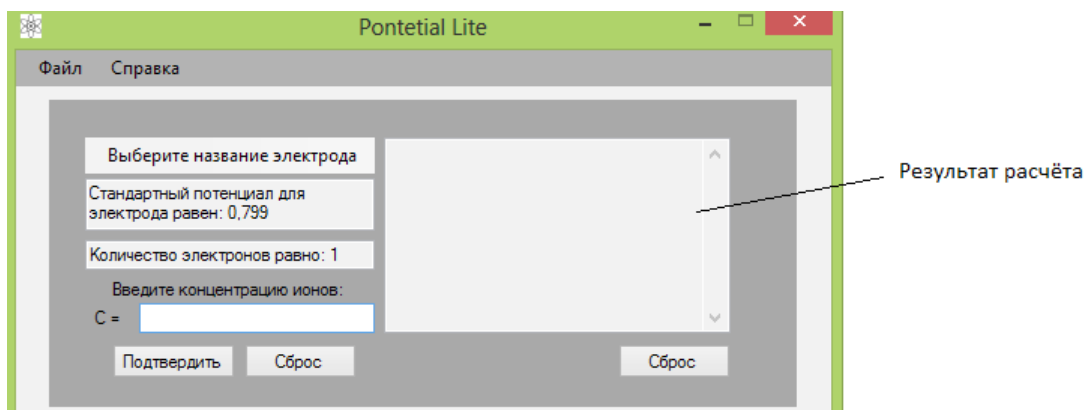 Pontetial Lite
Файл Справка
Выберите название электрода
Стандартный потенциал для
электрода равен: 0,799
Количество электронов равно: 1
Введите концентрацию ионов:
C =
Подтвердить Сброс
Сброс
Результат расчёта